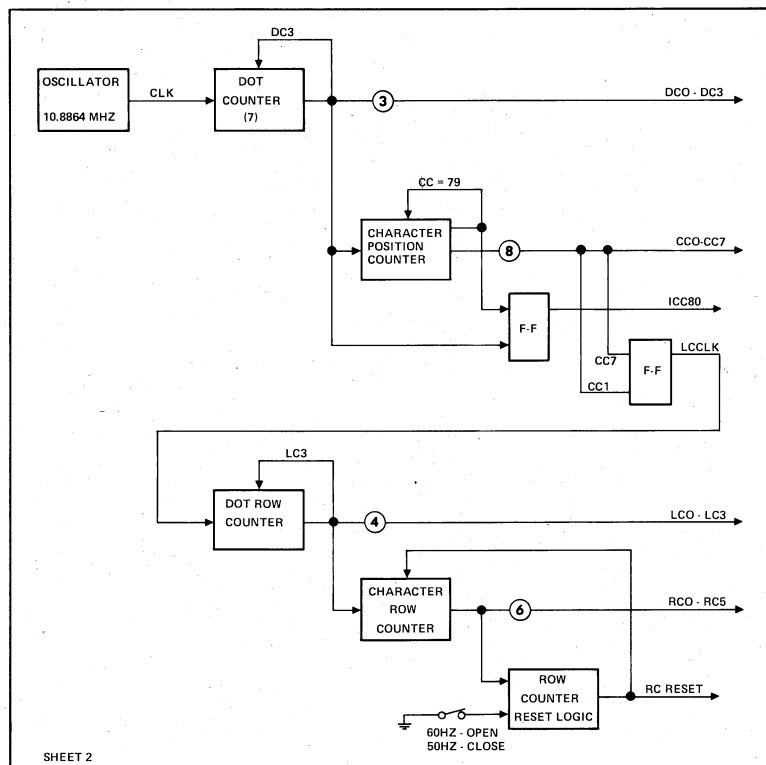 DC3
OSCILLATOR
10.8864 MHZ
CLK
DOT
COUNTER
(7)
3
DCO - DC3
CC = 79
CHARACTER
POSITION
COUNTER
8
CCO-CC7
ICC80
F-F
LCCLK
CC7
F-F
CC1
LC3
DOT ROW
COUNTER
4
LCO - LC3
CHARACTER
ROW
COUNTER
6
RCO - RC5
ROW
COUNTER
RESET LOGIC
RC RESET
60HZ - OPEN
50HZ - CLOSE
SHEET 2